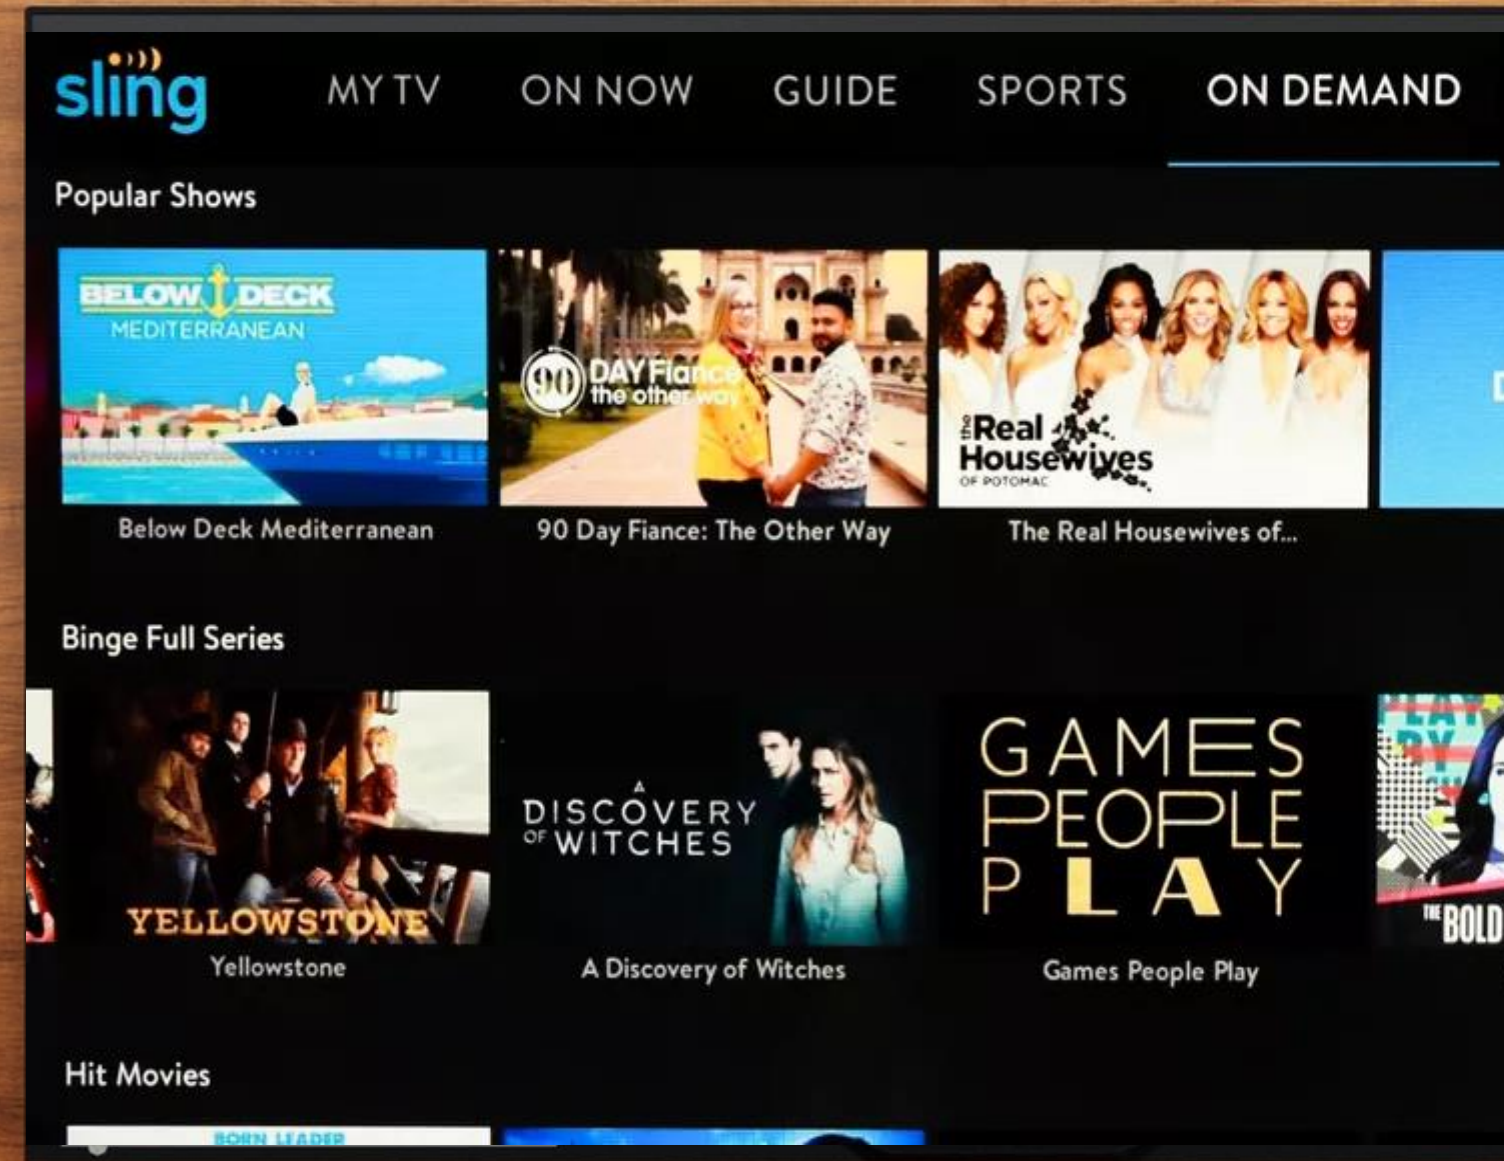 sling
MY TV
ON NOW
GUIDE
SPORTS
ON DEMAND
Popular Shows
BELOW DECK
MEDITERRANEAN
90 DAY Fiance
the other way
the Real
Housewives
OF POTOMAC
Below Deck Mediterranean
90 Day Fiance: The Other Way
The Real Housewives of...
Binge Full Series
YELLOWSTONE
A
DISCOVERY
OF WITCHES
GAMES
PEOPLE
PLAY
PLAY
BY
THE BOLD
Yellowstone
A Discovery of Witches
Games People Play
Hit Movies
BORN LEADER